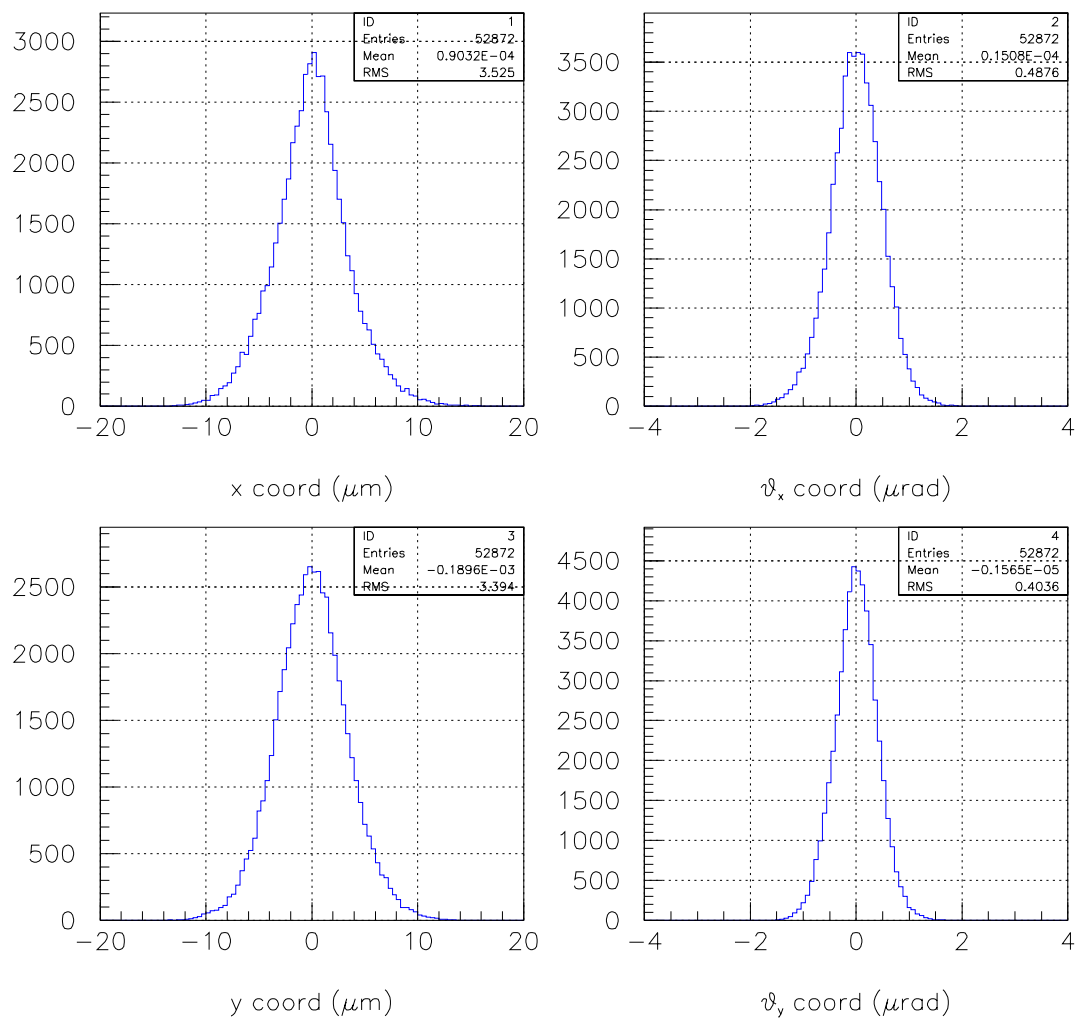 ID 1
Entries 52872
Mean 0.9032E-04
RMS 3.525
3000
2500
2000
1500
1000
500
0
-20 -10 0 10 20
x coord (μm)
ID 2
Entries 52872
Mean 0.1508E-04
RMS 0.4876
3500
3000
2500
2000
1500
1000
500
0
-4 -2 0 2 4
ϑx coord (μrad)
ID 3
Entries 52872
Mean -0.1896E-03
RMS 3.394
2500
2000
1500
1000
500
0
-20 -10 0 10 20
y coord (μm)
ID 4
Entries 52872
Mean -0.1565E-05
RMS 0.4036
4500
4000
3500
3000
2500
2000
1500
1000
500
0
-4 -2 0 2 4
ϑy coord (μrad)